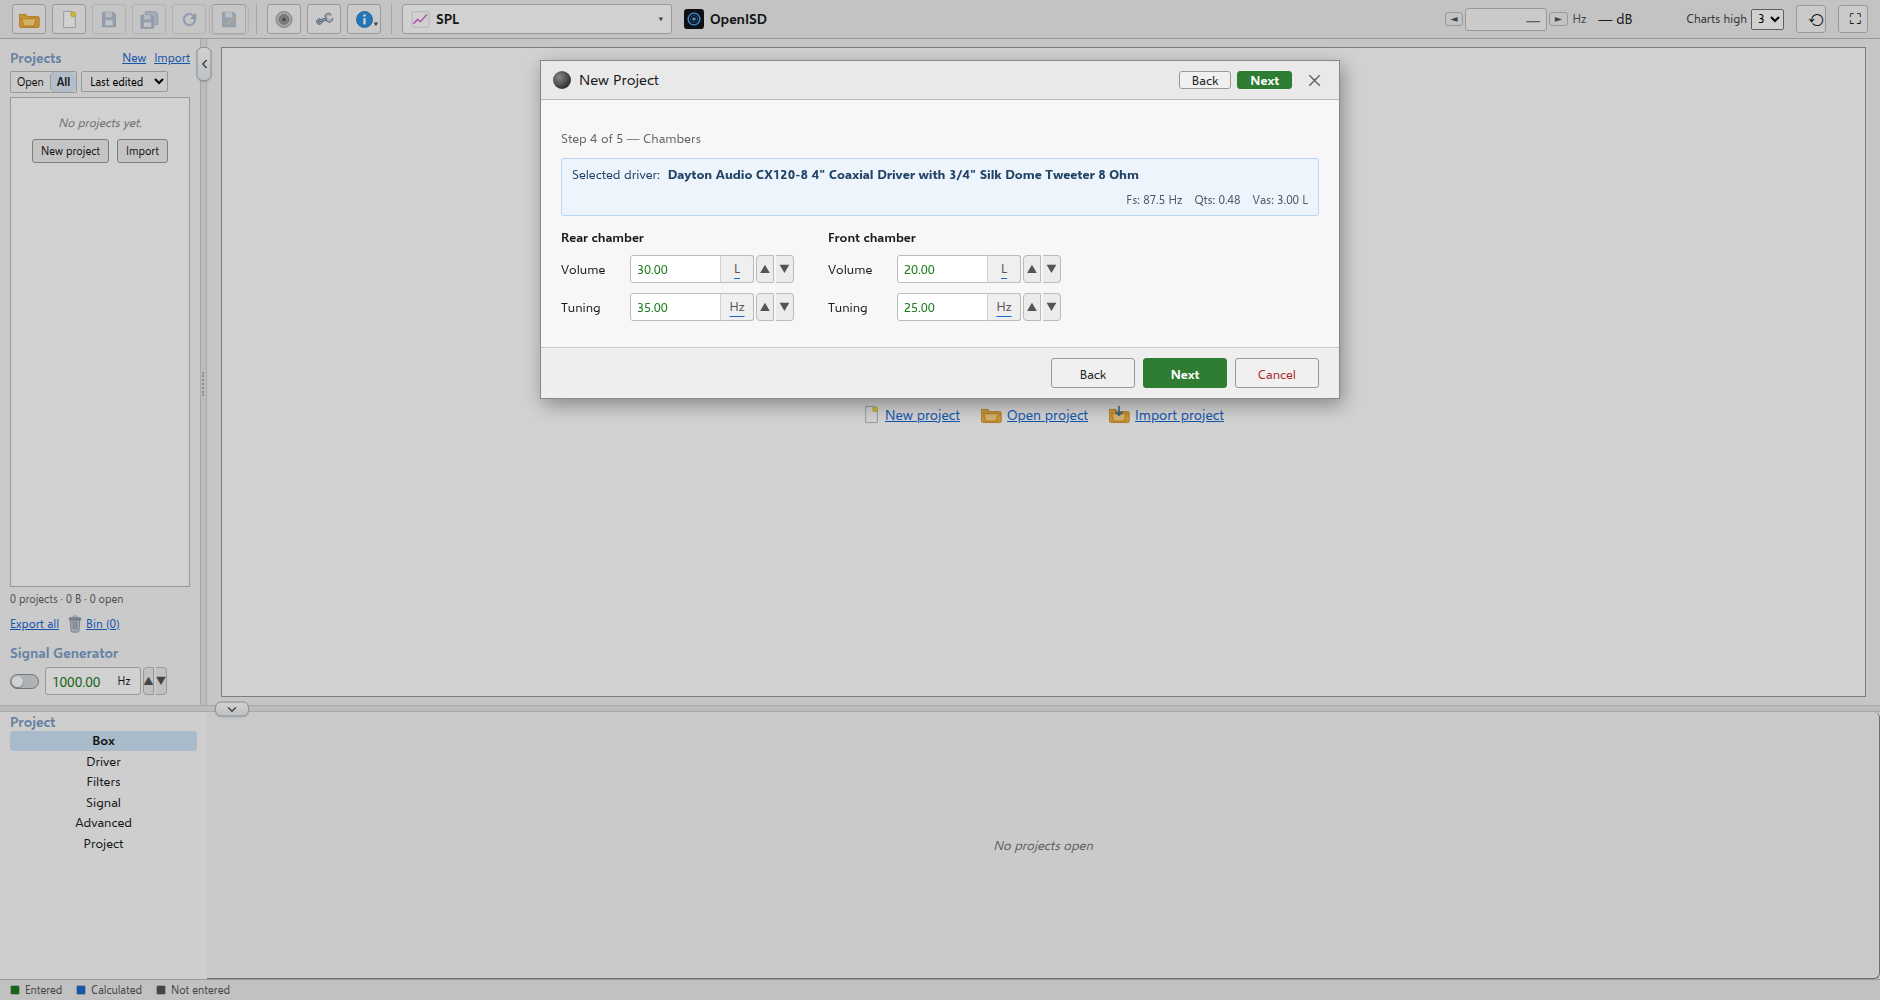 SPL
OpenISD
—
Hz
— dB
Charts high
3
Projects
New
Import
Open
All
Last edited
No projects yet.
New project
Import
0 projects · 0 B · 0 open
Export all
Bin (0)
Signal Generator
1000.00
Hz
New Project
Back
Next
Step 4 of 5 — Chambers
Selected driver: Dayton Audio CX120-8 4" Coaxial Driver with 3/4" Silk Dome Tweeter 8 Ohm
Fs: 87.5 Hz Qts: 0.48 Vas: 3.00 L
Rear chamber
Volume
30.00
L
Tuning
35.00
Hz
Front chamber
Volume
20.00
L
Tuning
25.00
Hz
Back
Next
Cancel
New project
Open project
Import project
Project
Box
Driver
Filters
Signal
Advanced
Project
No projects open
Entered
Calculated
Not entered